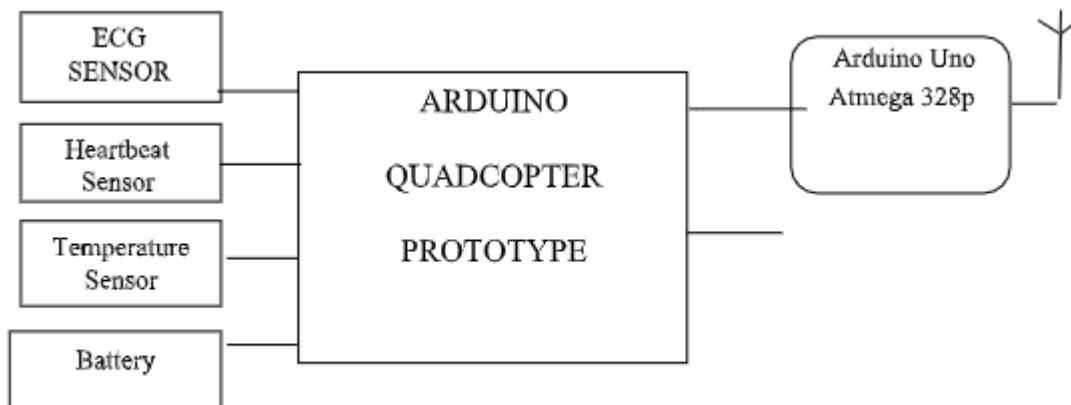 ECG
SENSOR
Heartbeat
Sensor
Temperature
Sensor
Battery
ARDUINO
QUADCOPTER
PROTOTYPE
Arduino Uno
Atmega 328p